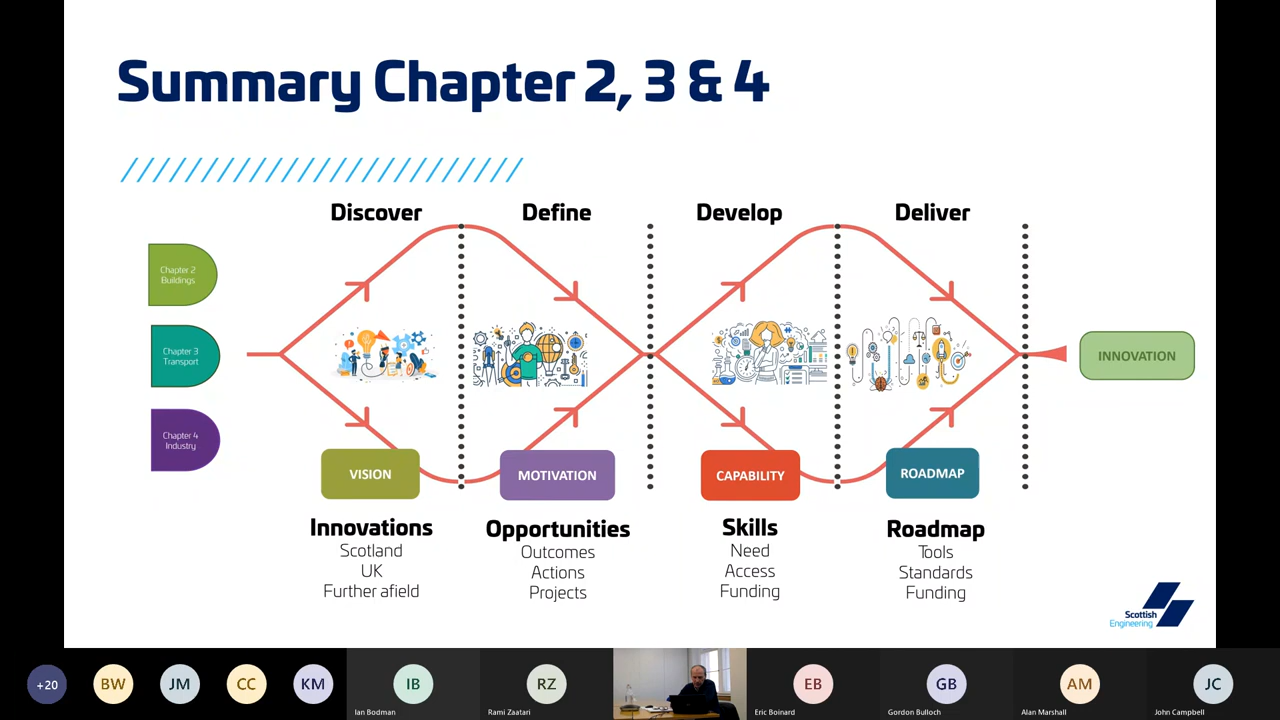 Summary Chapter 2, 3 & 4
Discover
Define
Develop
Deliver
Chapter 2
Buildings
Chapter 3
Transport
Chapter 4
Industry
INNOVATION
VISION
MOTIVATION
CAPABILITY
ROADMAP
Innovations
Scotland
UK
Further afield
Opportunities
Outcomes
Actions
Projects
Skills
Need
Access
Funding
Roadmap
Tools
Standards
Funding
Scottish
Engineering
+20
BW
JM
CC
KM
IB
Ian Bodman
RZ
Rami Zaatari
EB
Eric Boinard
GB
Gordon Bulloch
AM
Alan Marshall
JC
John Campbell